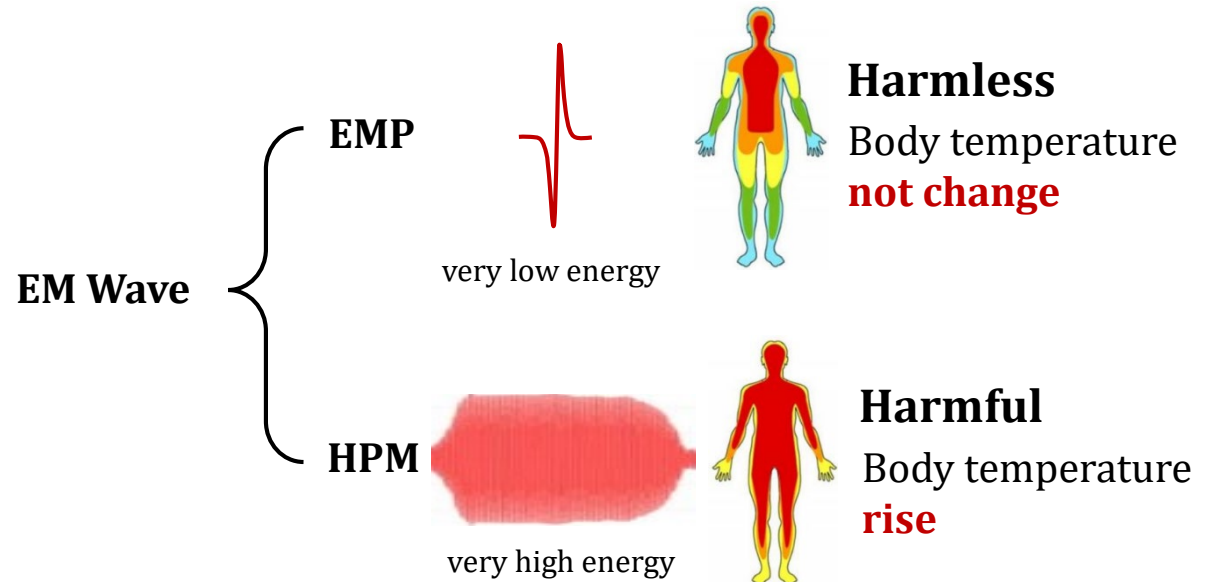 EM Wave
EMP
very low energy
Harmless
Body temperature
not change
HPM
very high energy
Harmful
Body temperature
rise